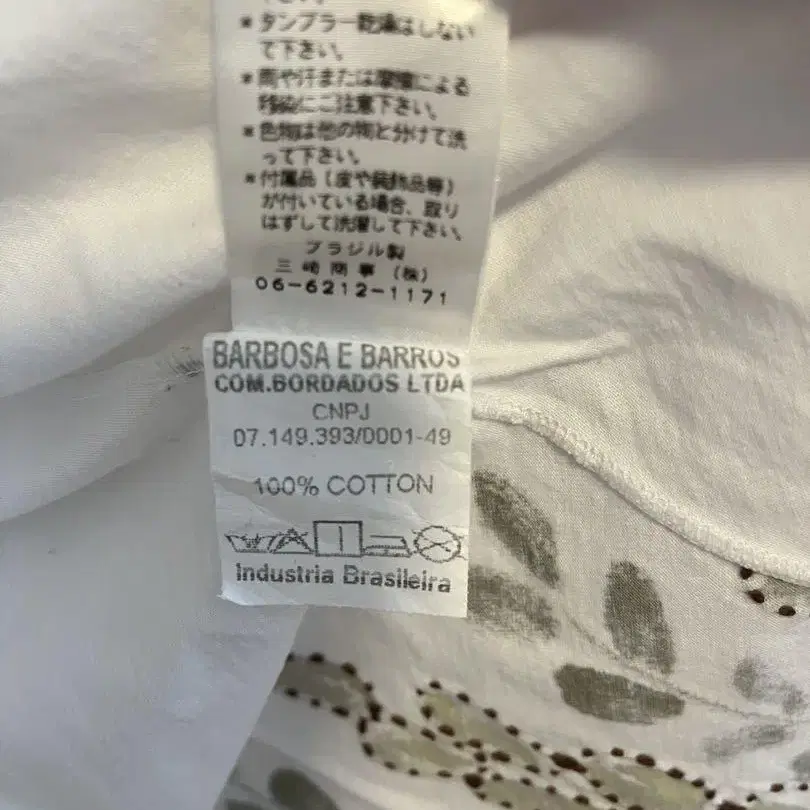 下さい。
*タンブラー乾燥はしない
て下さい。
*雨や汗または摩擦による
移染にご注意下さい。
*色物は他の物と分けて洗
って下さい。
*付属品(皮や装飾品等)
が付いている場合、取り
はずして洗濯して下さい。
ブラジル製
三崎商事(株)
06-6212-1171
BARBOSA E BARROS
COM.BORDADOS LTDA
CNPJ
07.149.393/0001-49
100% COTTON
Industria Brasileira